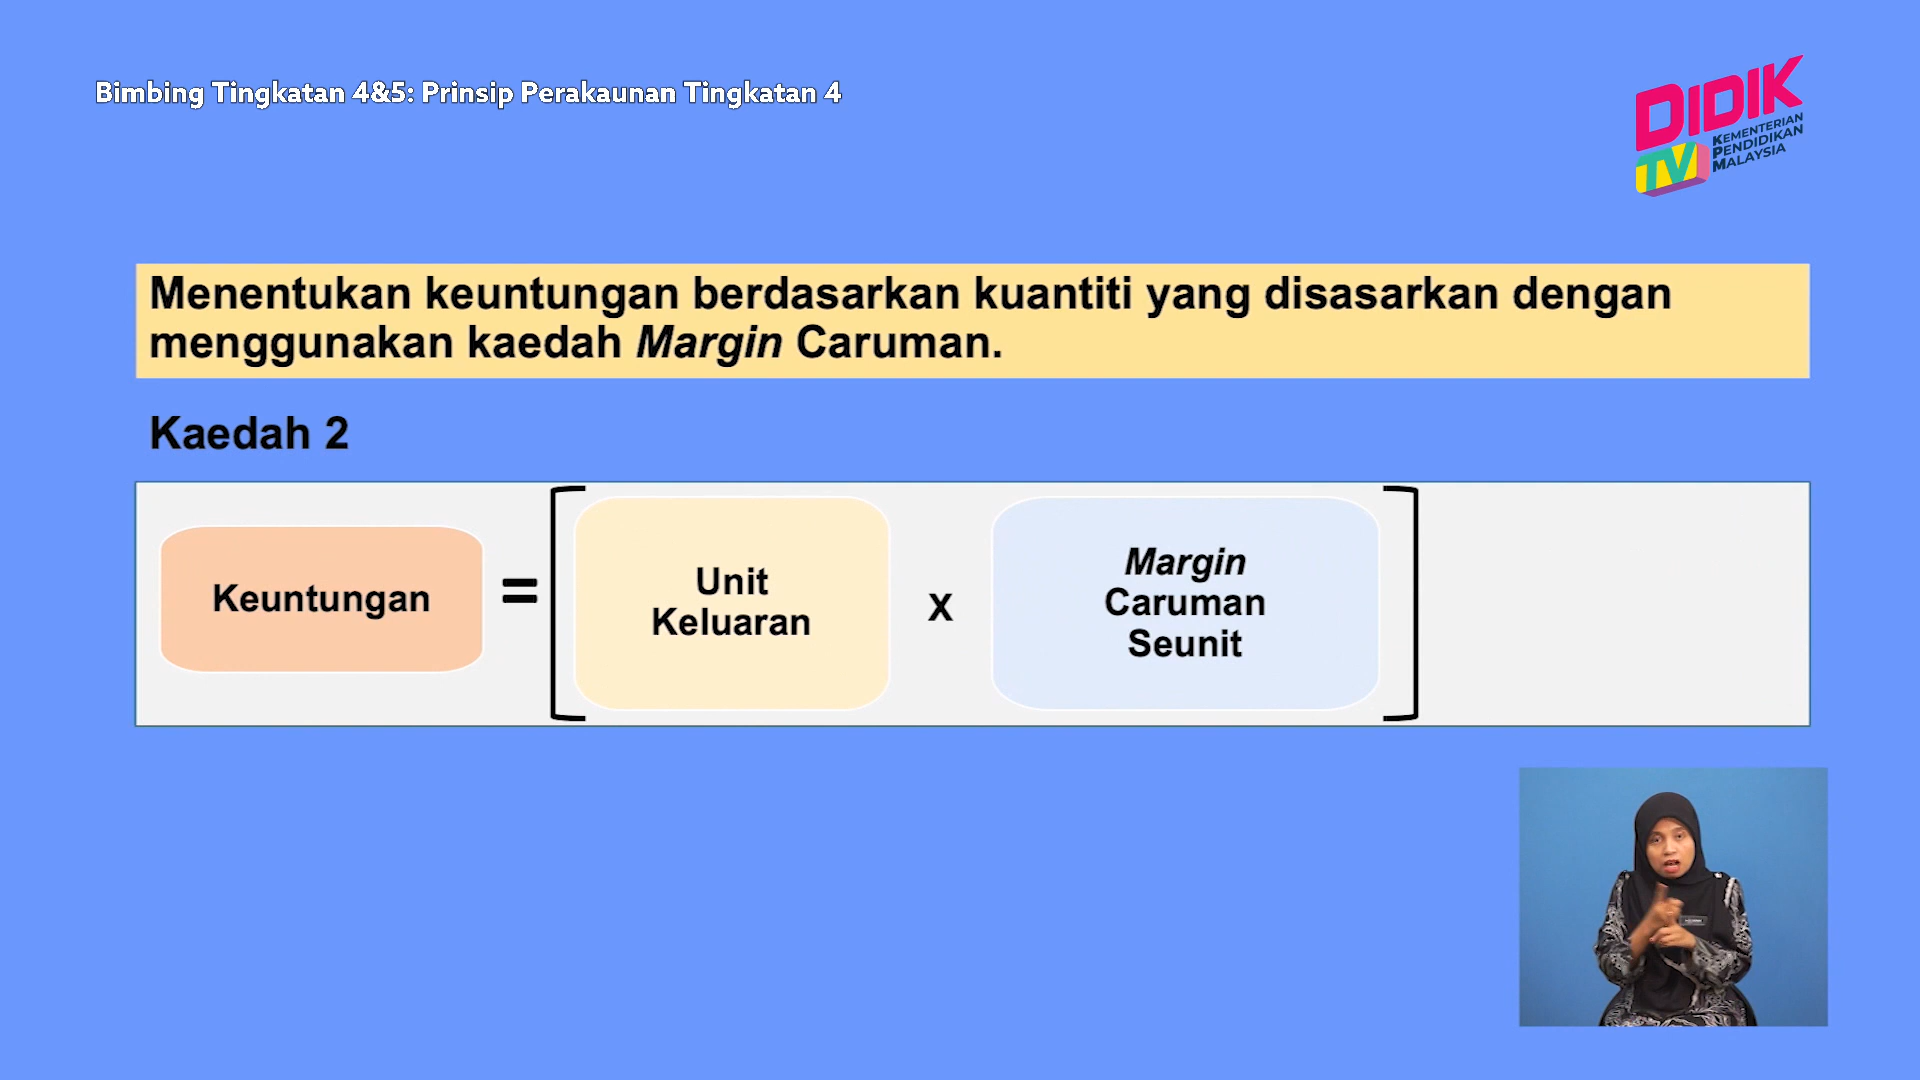 Bimbing Tingkatan 4&5: Prinsip Perakaunan Tingkatan 4
DIDIK
TV
KEMENTERIAN
PENDIDIKAN
MALAYSIA
Menentukan keuntungan berdasarkan kuantiti yang disasarkan dengan
menggunakan kaedah Margin Caruman.
Kaedah 2
Keuntungan
=
Unit
Keluaran
x
Margin
Caruman
Seunit